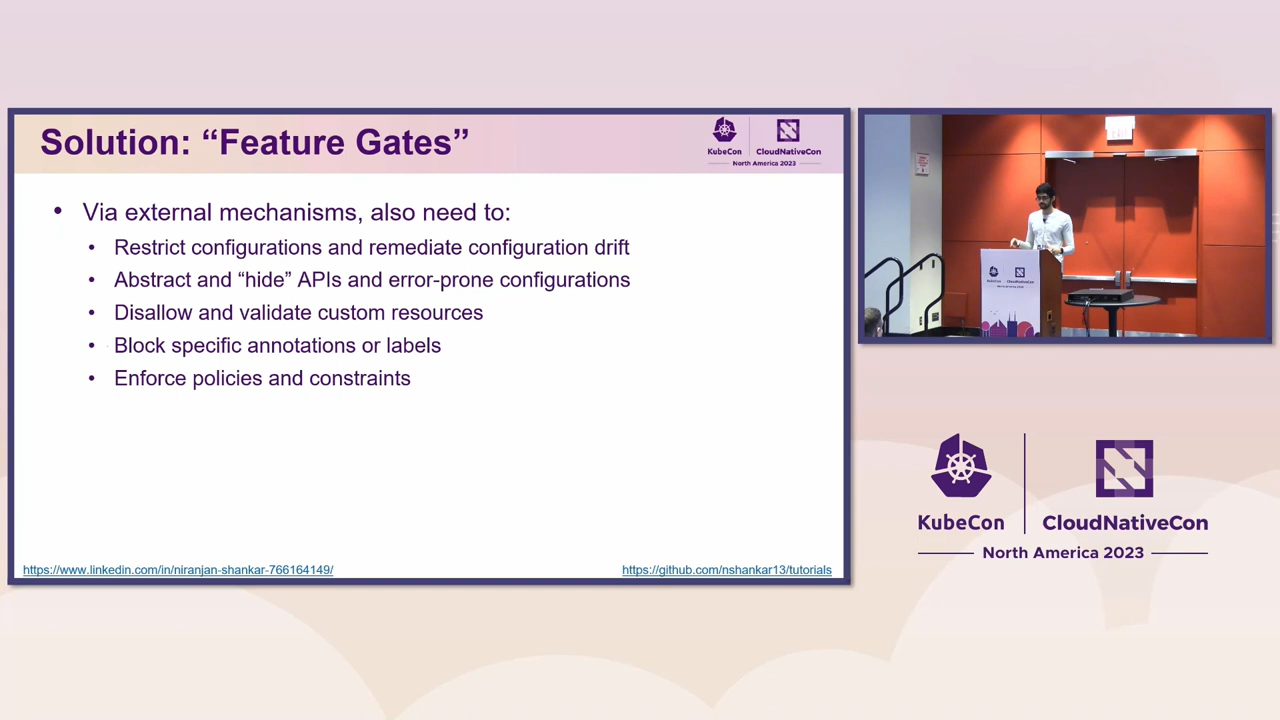 Solution: “Feature Gates”
KubeCon
CloudNativeCon
North America 2023
• Via external mechanisms, also need to:
• Restrict configurations and remediate configuration drift
• Abstract and “hide” APIs and error-prone configurations
• Disallow and validate custom resources
• Block specific annotations or labels
• Enforce policies and constraints
https://www.linkedin.com/in/niranjan-shankar-766164149/
https://github.com/nshankar13/tutorials
EXIT
KubeCon
CloudNativeCon
North America 2023